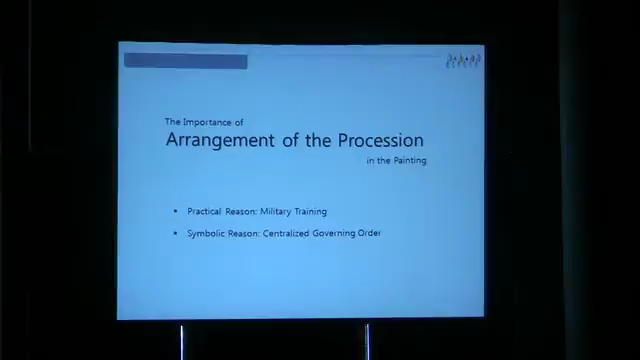 The Importance of
Arrangement of the Procession
in the Painting
• Practical Reason: Military Training
• Symbolic Reason: Centralized Governing Order